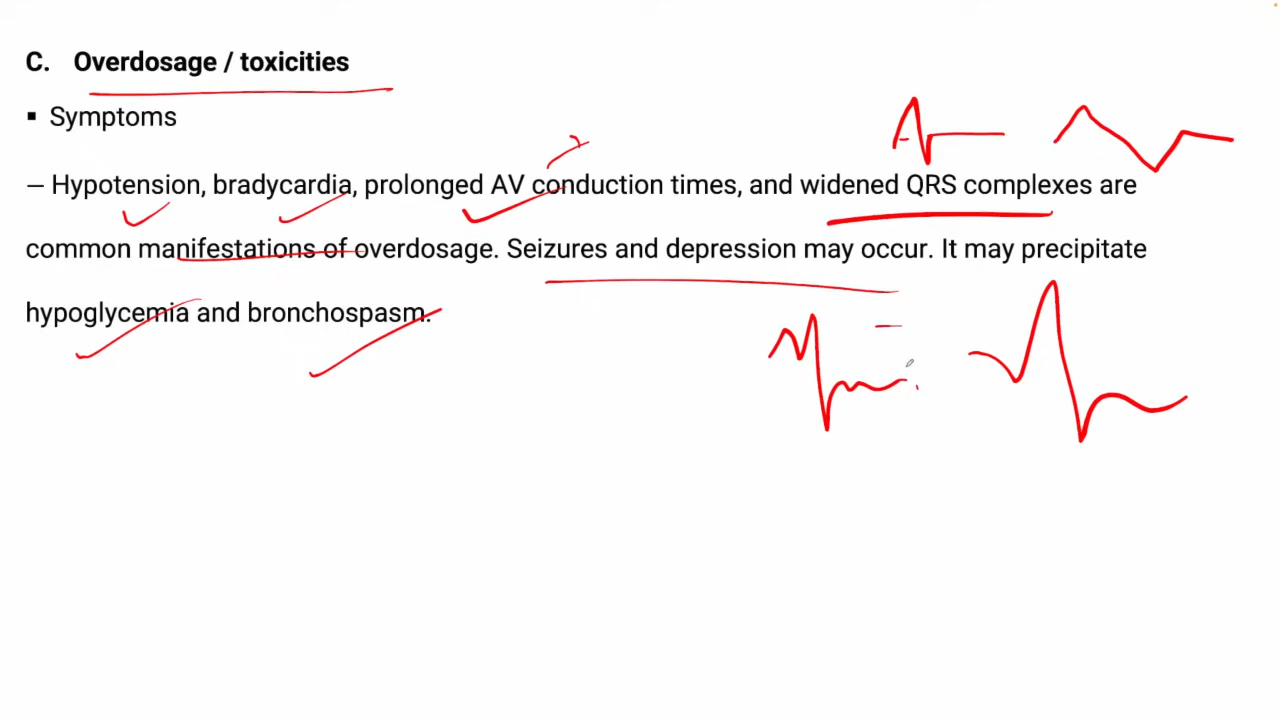 C. Overdosage / toxicities
▪ Symptoms
– Hypotension, bradycardia, prolonged AV conduction times, and widened QRS complexes are
common manifestations of overdosage. Seizures and depression may occur. It may precipitate
hypoglycemia and bronchospasm.